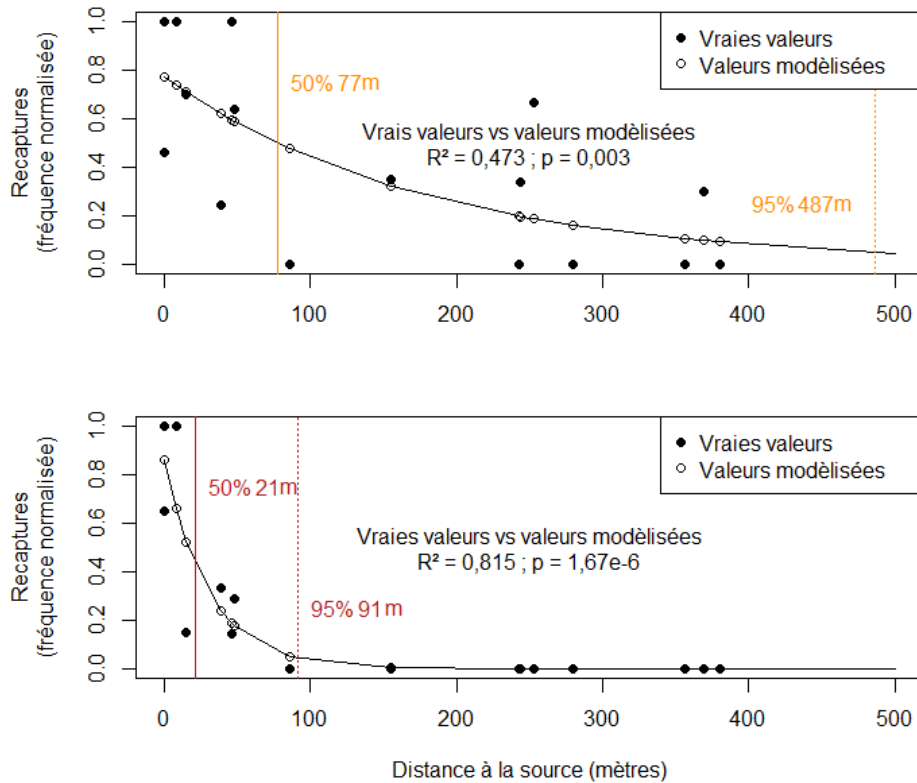 Recaptures
(fréquence normalisée)
1.0
0.8
0.6
0.4
0.2
0.0
Vraies valeurs
Valeurs modèlisées
50% 77m
Vrais valeurs vs valeurs modèlisées
R² = 0,473 ; p = 0,003
95% 487m
0 100 200 300 400 500
Recaptures
(fréquence normalisée)
1.0
0.8
0.6
0.4
0.2
0.0
Vraies valeurs
Valeurs modèlisées
50% 21m
Vraies valeurs vs valeurs modèlisées
R² = 0,815 ; p = 1,67e-6
95% 91m
0 100 200 300 400 500
Distance à la source (mètres)